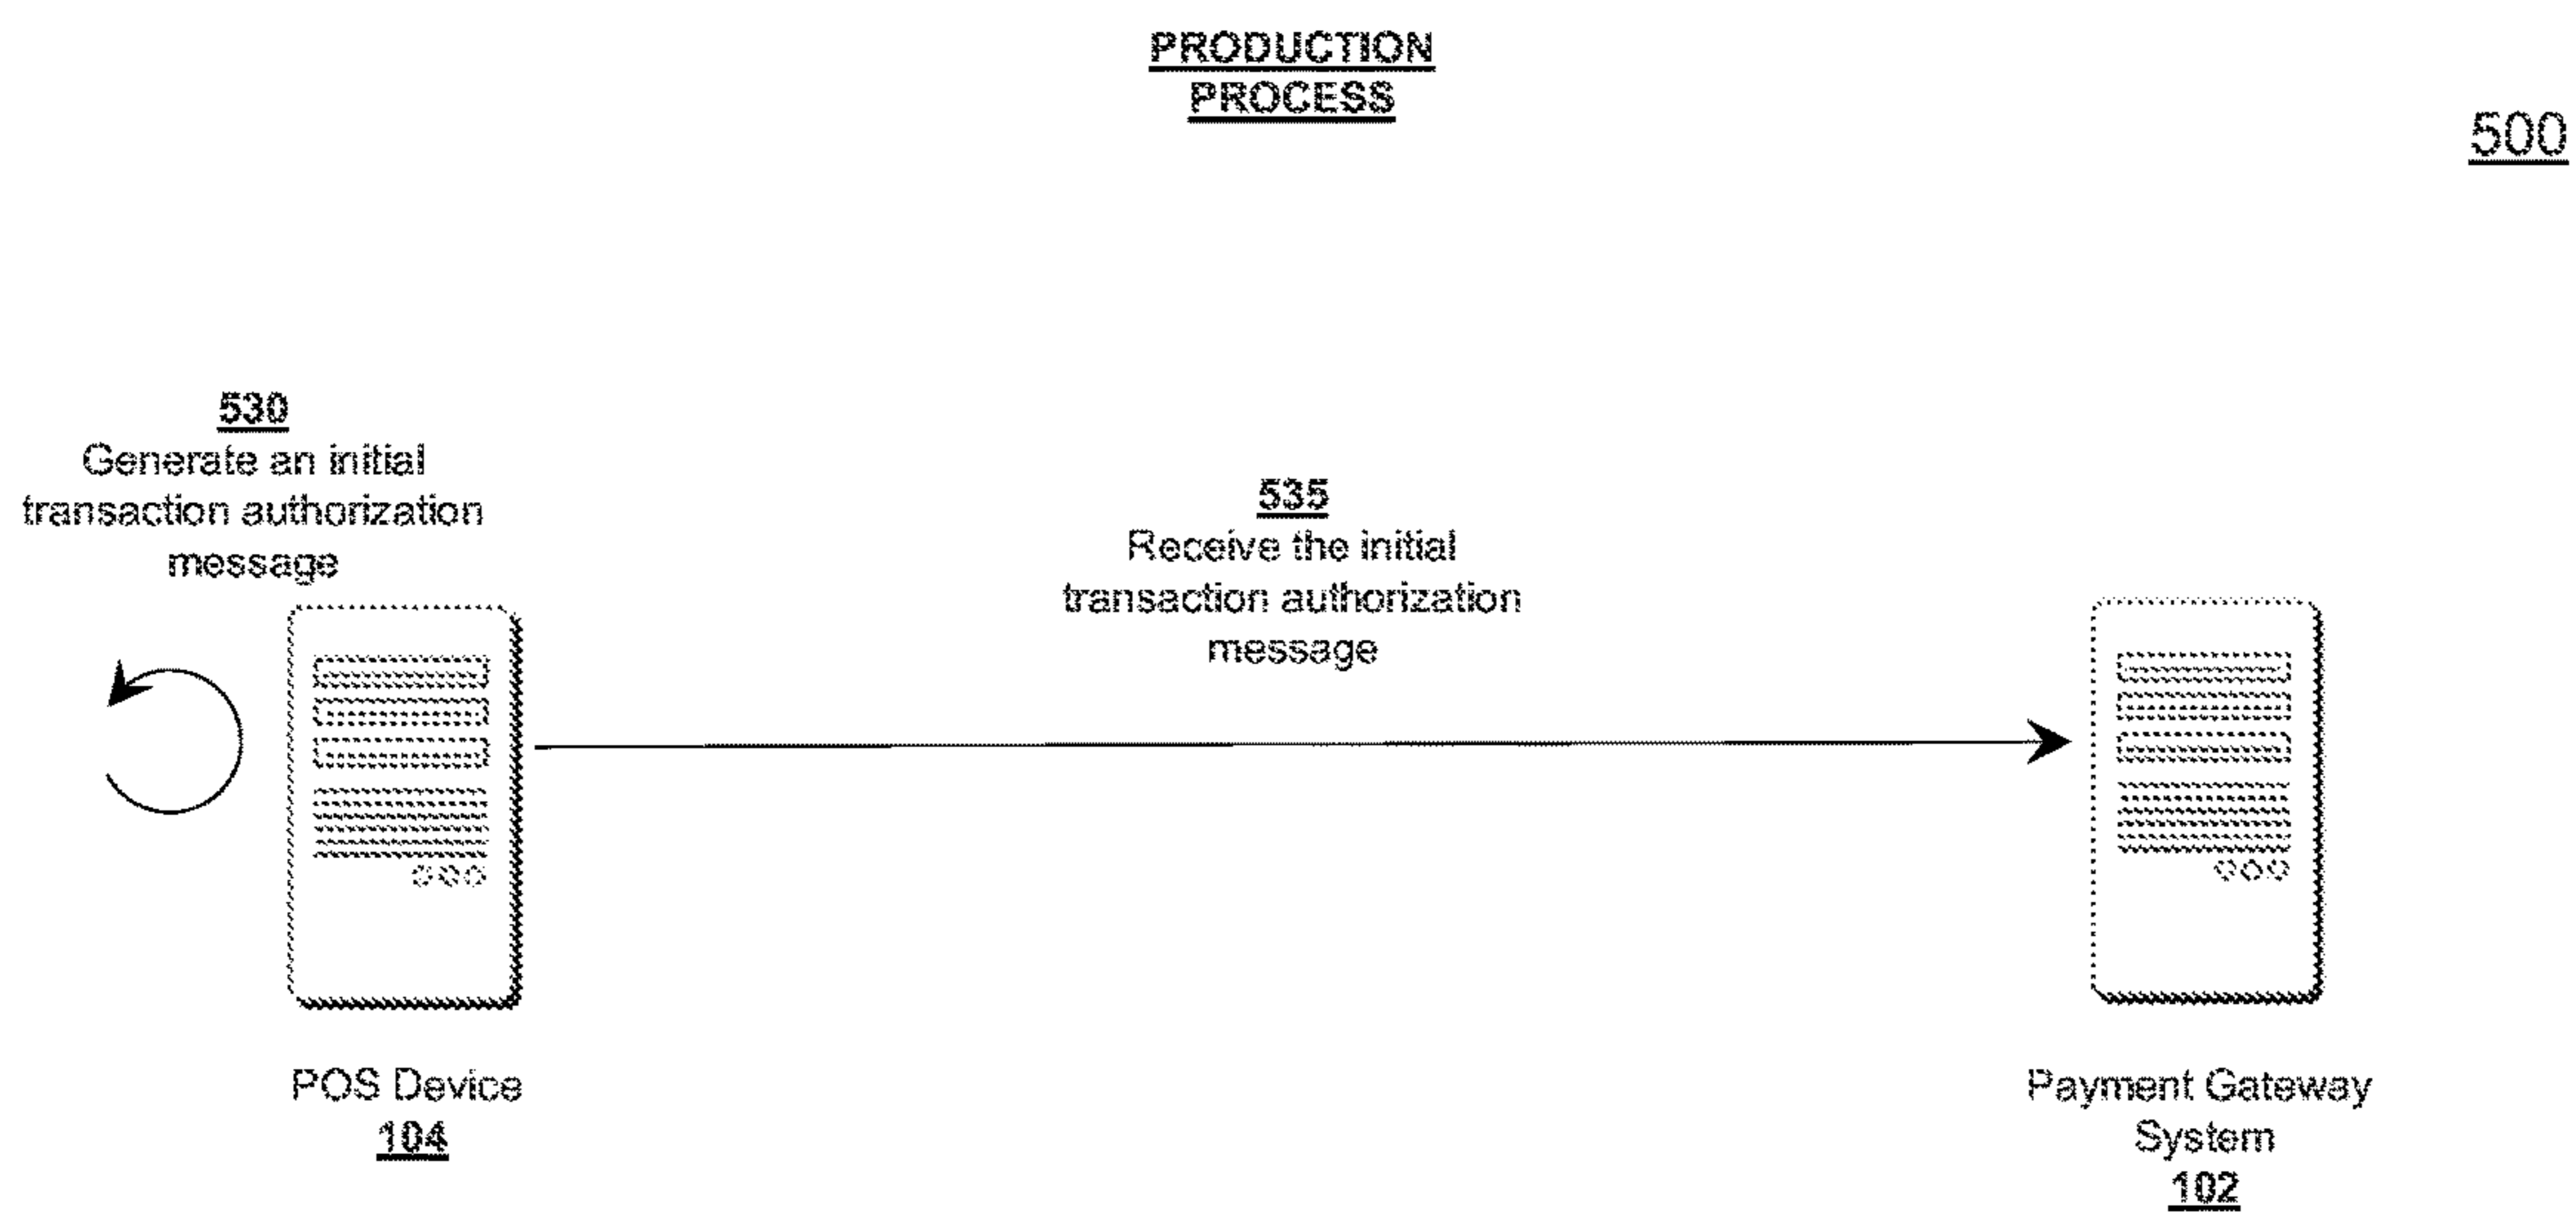 PRODUCTION
PROCESS
500
530
Generate an initial
transaction authorization
message
535
Receive the initial
transaction authorization
message
POS Device
104
Payment Gateway
System
102